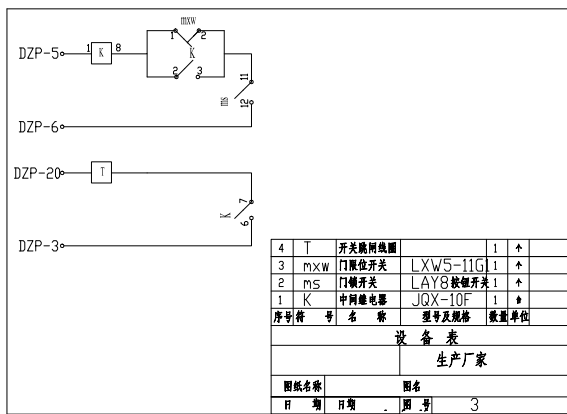 mxw
1 2
DZP-5 1 K 8 K
2 3
11
ms
12
DZP-6
DZP-20 T
7
K
6
DZP-3
4 T 开关跳闸线圈 1 个
3 mxw 门限位开关 LXW5-11G1 1 个
2 ms 门锁开关 LAY8按钮开关 1 个
1 K 中间继电器 JQX-10F 1
序号 符 号 名 称 型号及规格 数量 单位
设 备 表
生产厂家
图纸名称 图名
日 期 日期 . 图 号 3